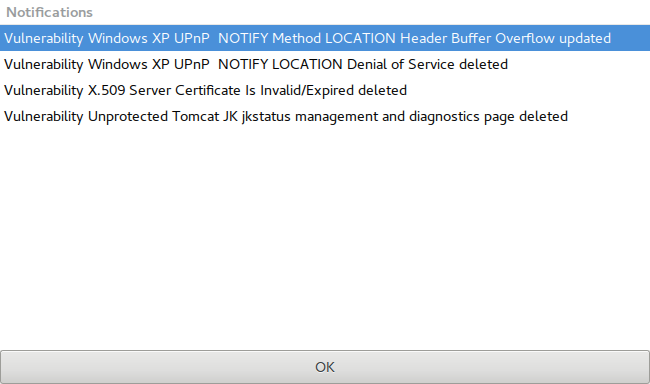 Notifications
Vulnerability Windows XP UPnP  NOTIFY Method LOCATION Header Buffer Overflow updated
Vulnerability Windows XP UPnP  NOTIFY LOCATION Denial of Service deleted
Vulnerability X.509 Server Certificate Is Invalid/Expired deleted
Vulnerability Unprotected Tomcat JK jkstatus management and diagnostics page deleted
OK